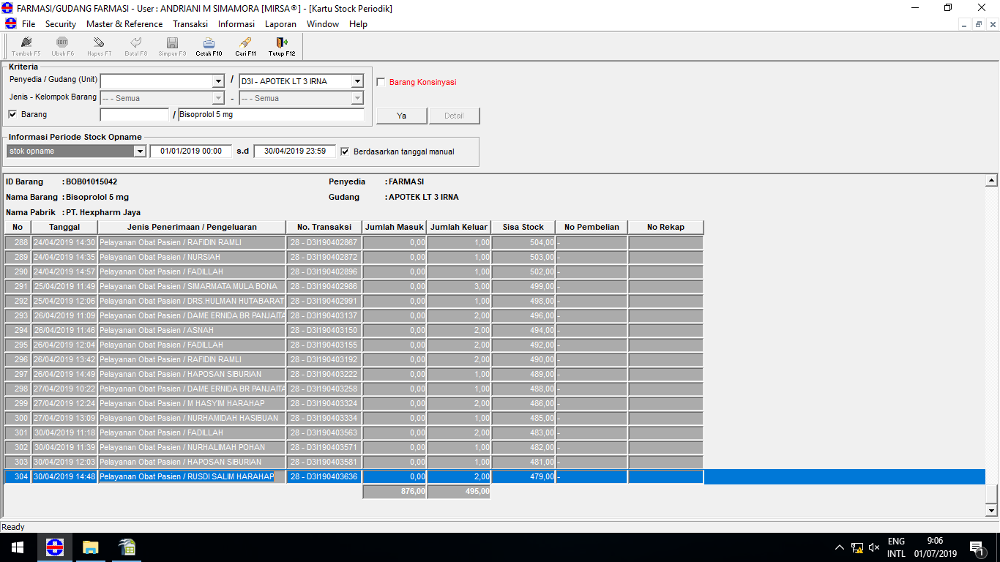 FARMASI/GUDANG FARMASI - User : ANDRIANI M SIMAMORA [MIRSA®] - [Kartu Stock Periodik]
File Security Master & Reference Transaksi Informasi Laporan Window Help
Tambah F5 Ubah F6 Hapus F7 Batal F8 Simpan F9 Cetak F10 Cari F11 Tutup F12
Kriteria
Penyedia / Gudang (Unit) / D3I - APOTEK LT 3 IRNA Barang Konsinyasi
Jenis - Kelompok Barang -- - Semua - -- - Semua
Barang / Bisoprolol 5 mg Ya Detail
Informasi Periode Stock Opname
stok opname 01/01/2019 00:00 s.d 30/04/2019 23:59 Berdasarkan tanggal manual
ID Barang : BOB01015042 Penyedia : FARMASI
Nama Barang : Bisoprolol 5 mg Gudang : APOTEK LT 3 IRNA
Nama Pabrik : PT. Hexpharm Jaya
No Tanggal Jenis Penerimaan / Pengeluaran No. Transaksi Jumlah Masuk Jumlah Keluar Sisa Stock No Pembelian No Rekap
288 24/04/2019 14:30 Pelayanan Obat Pasien / RAFIDIN RAMLI 28 - D3I190402867 0,00 1,00 504,00 -
289 24/04/2019 14:35 Pelayanan Obat Pasien / NURSIAH 28 - D3I190402872 0,00 1,00 503,00 -
290 24/04/2019 14:57 Pelayanan Obat Pasien / FADILLAH 28 - D3I190402896 0,00 1,00 502,00 -
291 25/04/2019 11:49 Pelayanan Obat Pasien / SIMARMATA MULA BONA 28 - D3I190402986 0,00 3,00 499,00 -
292 25/04/2019 12:06 Pelayanan Obat Pasien / DRS.HULMAN HUTABARAT 28 - D3I190402991 0,00 1,00 498,00 -
293 26/04/2019 11:09 Pelayanan Obat Pasien / DAME ERNIDA BR PANJAITA 28 - D3I190403137 0,00 2,00 496,00 -
294 26/04/2019 11:46 Pelayanan Obat Pasien / ASNAH 28 - D3I190403150 0,00 2,00 494,00 -
295 26/04/2019 12:04 Pelayanan Obat Pasien / FADILLAH 28 - D3I190403155 0,00 2,00 492,00 -
296 26/04/2019 13:42 Pelayanan Obat Pasien / RAFIDIN RAMLI 28 - D3I190403192 0,00 2,00 490,00 -
297 26/04/2019 14:49 Pelayanan Obat Pasien / HAPOSAN SIBURIAN 28 - D3I190403222 0,00 1,00 489,00 -
298 27/04/2019 10:22 Pelayanan Obat Pasien / DAME ERNIDA BR PANJAITA 28 - D3I190403258 0,00 1,00 488,00 -
299 27/04/2019 12:24 Pelayanan Obat Pasien / M HASYIM HARAHAP 28 - D3I190403324 0,00 2,00 486,00 -
300 27/04/2019 13:09 Pelayanan Obat Pasien / NURHAMIDAH HASIBUAN 28 - D3I190403334 0,00 1,00 485,00 -
301 30/04/2019 11:18 Pelayanan Obat Pasien / FADILLAH 28 - D3I190403563 0,00 2,00 483,00 -
302 30/04/2019 11:39 Pelayanan Obat Pasien / NURHALIMAH POHAN 28 - D3I190403571 0,00 1,00 482,00 -
303 30/04/2019 12:03 Pelayanan Obat Pasien / HAPOSAN SIBURIAN 28 - D3I190403581 0,00 1,00 481,00 -
304 30/04/2019 14:48 Pelayanan Obat Pasien / RUSDI SALIM HARAHAP 28 - D3I190403636 0,00 2,00 479,00 -
876,00 495,00
Ready
ENG 9:06
INTL 01/07/2019 1